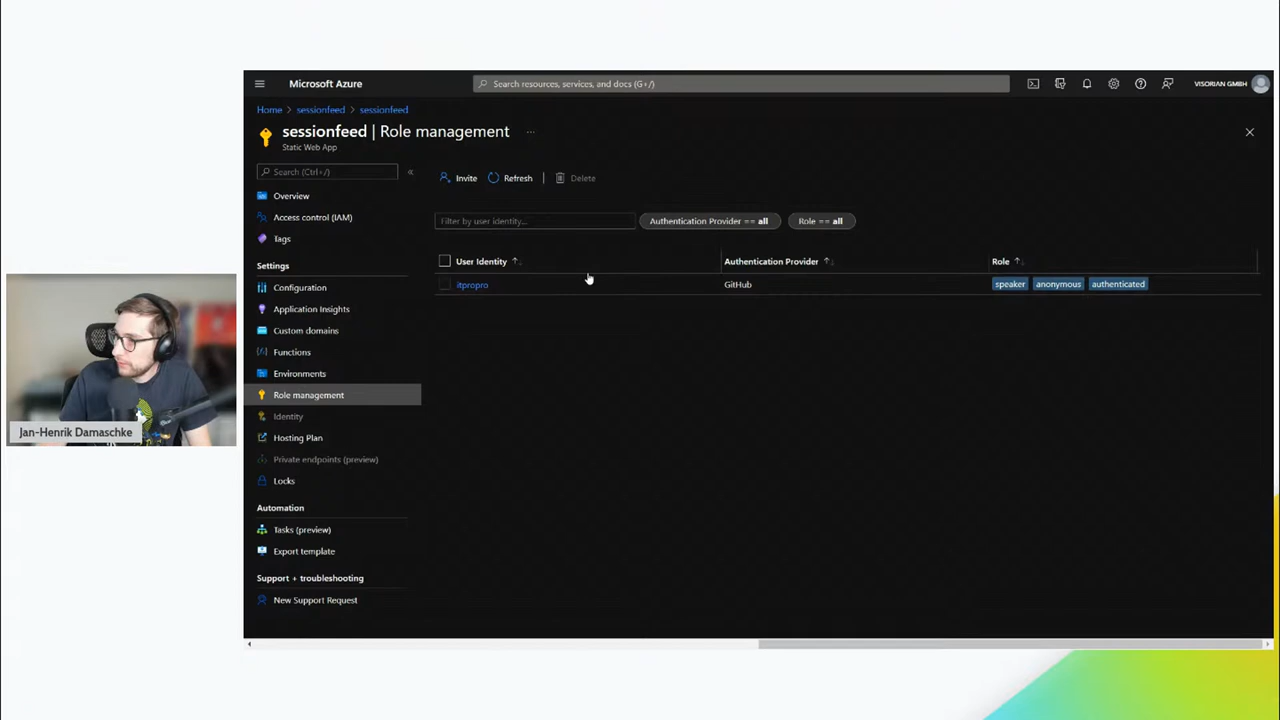 Microsoft Azure
Search resources, services, and docs (G+/)
VISORIAN GMBH
Home > sessionfeed > sessionfeed
sessionfeed | Role management ...
Static Web App
Search (Ctrl+/)
«
Overview
Access control (IAM)
Tags
Settings
Configuration
Application Insights
Custom domains
Functions
Environments
Role management
Identity
Hosting Plan
Private endpoints (preview)
Locks
Automation
Tasks (preview)
Export template
Support + troubleshooting
New Support Request
Invite Refresh Delete
Filter by user identity... Authentication Provider == all Role == all
User Identity Authentication Provider Role
itpropro GitHub speaker anonymous authenticated
Jan-Henrik Damaschke